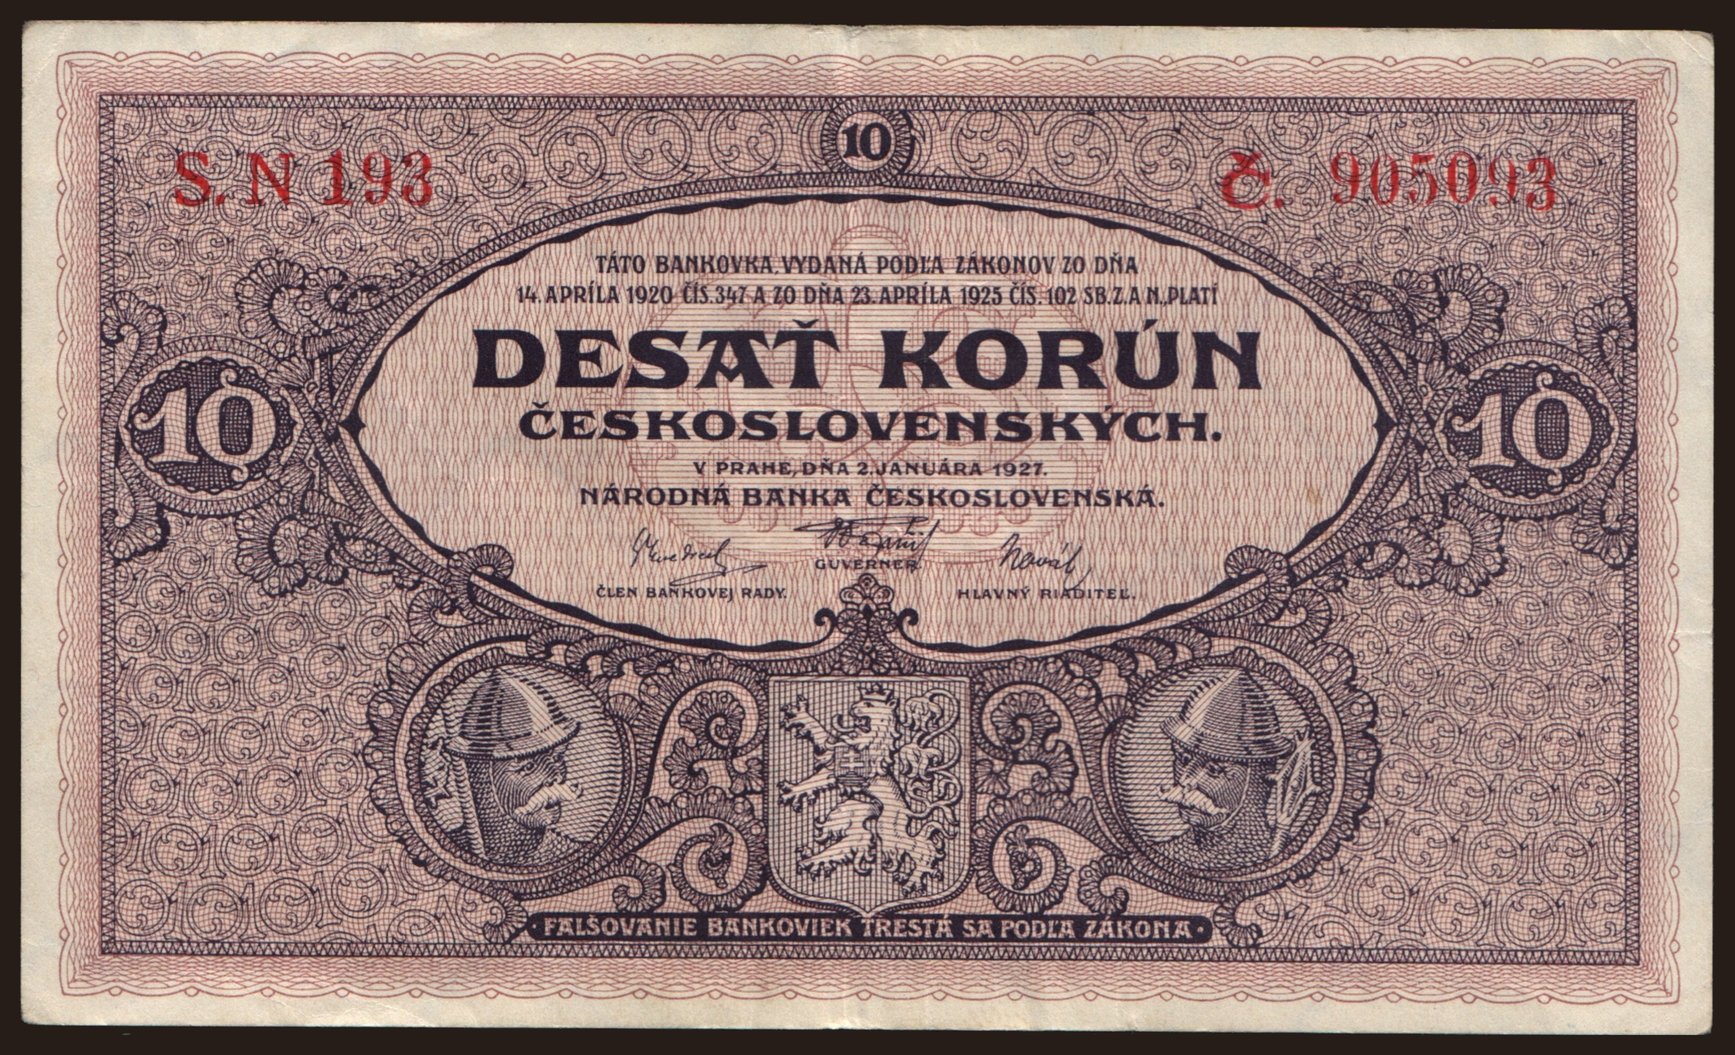 10
S. N 193
Č. 905093
TÁTO BANKOVKA, VYDANÁ PODĽA ZÁKONOV ZO DŇA
14. APRÍLA 1920 ČÍS. 347 A ZO DŇA 23. APRÍLA 1925 ČÍS. 102 SB. Z. A N. PLATÍ
DESAŤ KORÚN
ČESKOSLOVENSKÝCH.
10
10
V PRAHE, DŇA 2. JANUÁRA 1927.
NÁRODNÁ BANKA ČESKOSLOVENSKÁ.
Novák
GUVERNER.
ČLEN BANKOVEJ RADY.
HLAVNÝ RIADITEĽ.
FALŠOVANIE BANKOVIEK TRESTÁ SA PODĽA ZÁKONA